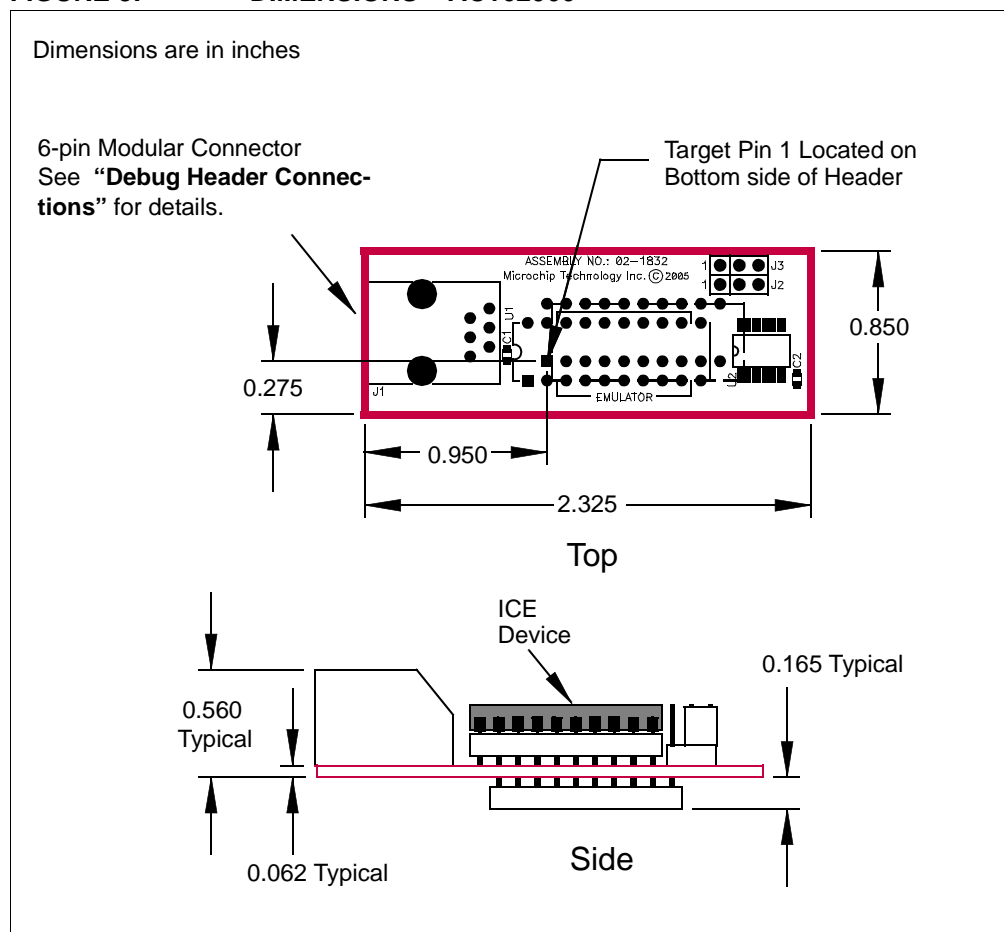 Dimensions are in inches
6-pin Modular Connector
See “Debug Header Connec-
tions” for details.
Target Pin 1 Located on
Bottom side of Header
ASSEMBLY NO.: 02-1832
Microchip Technology Inc. © 2005
1 J3
1 J2
U1
C1
J1
EMULATOR
U2
C2
0.850
0.275
0.950
2.325
Top
ICE
Device
0.165 Typical
0.560
Typical
0.062 Typical
Side